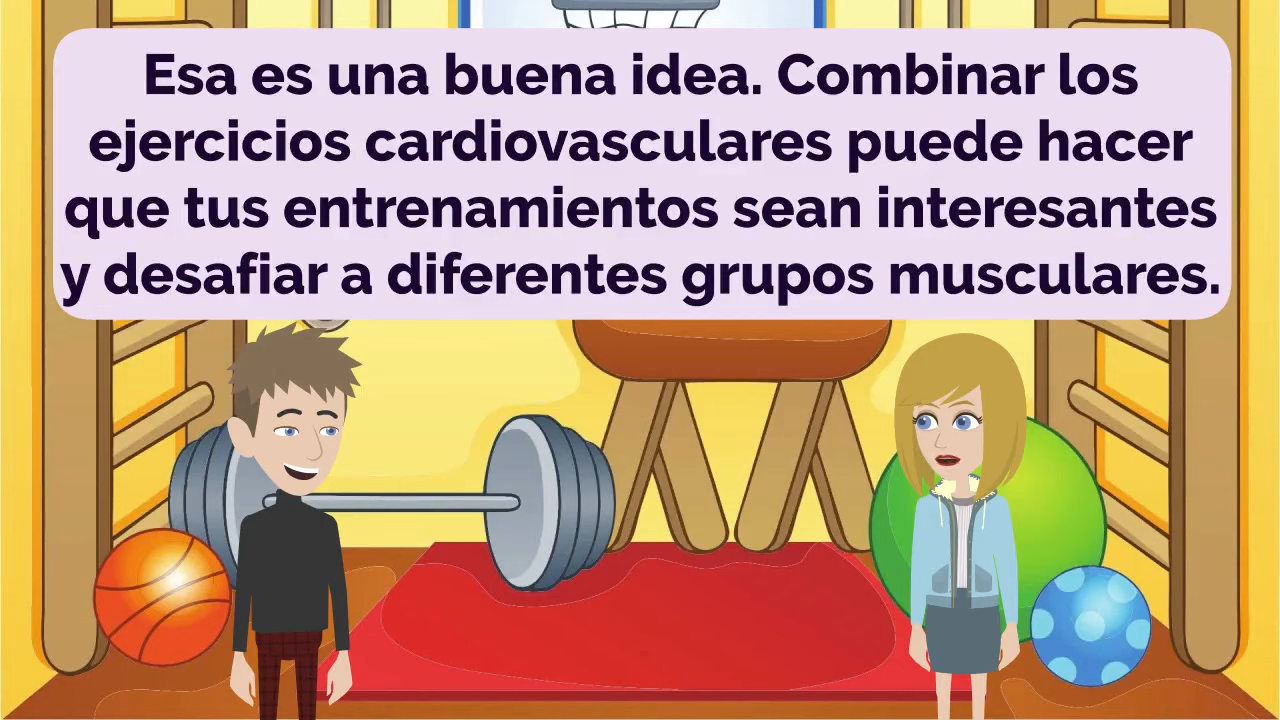 Esa es una buena idea. Combinar los
ejercicios cardiovasculares puede hacer
que tus entrenamientos sean interesantes
y desafiar a diferentes grupos musculares.